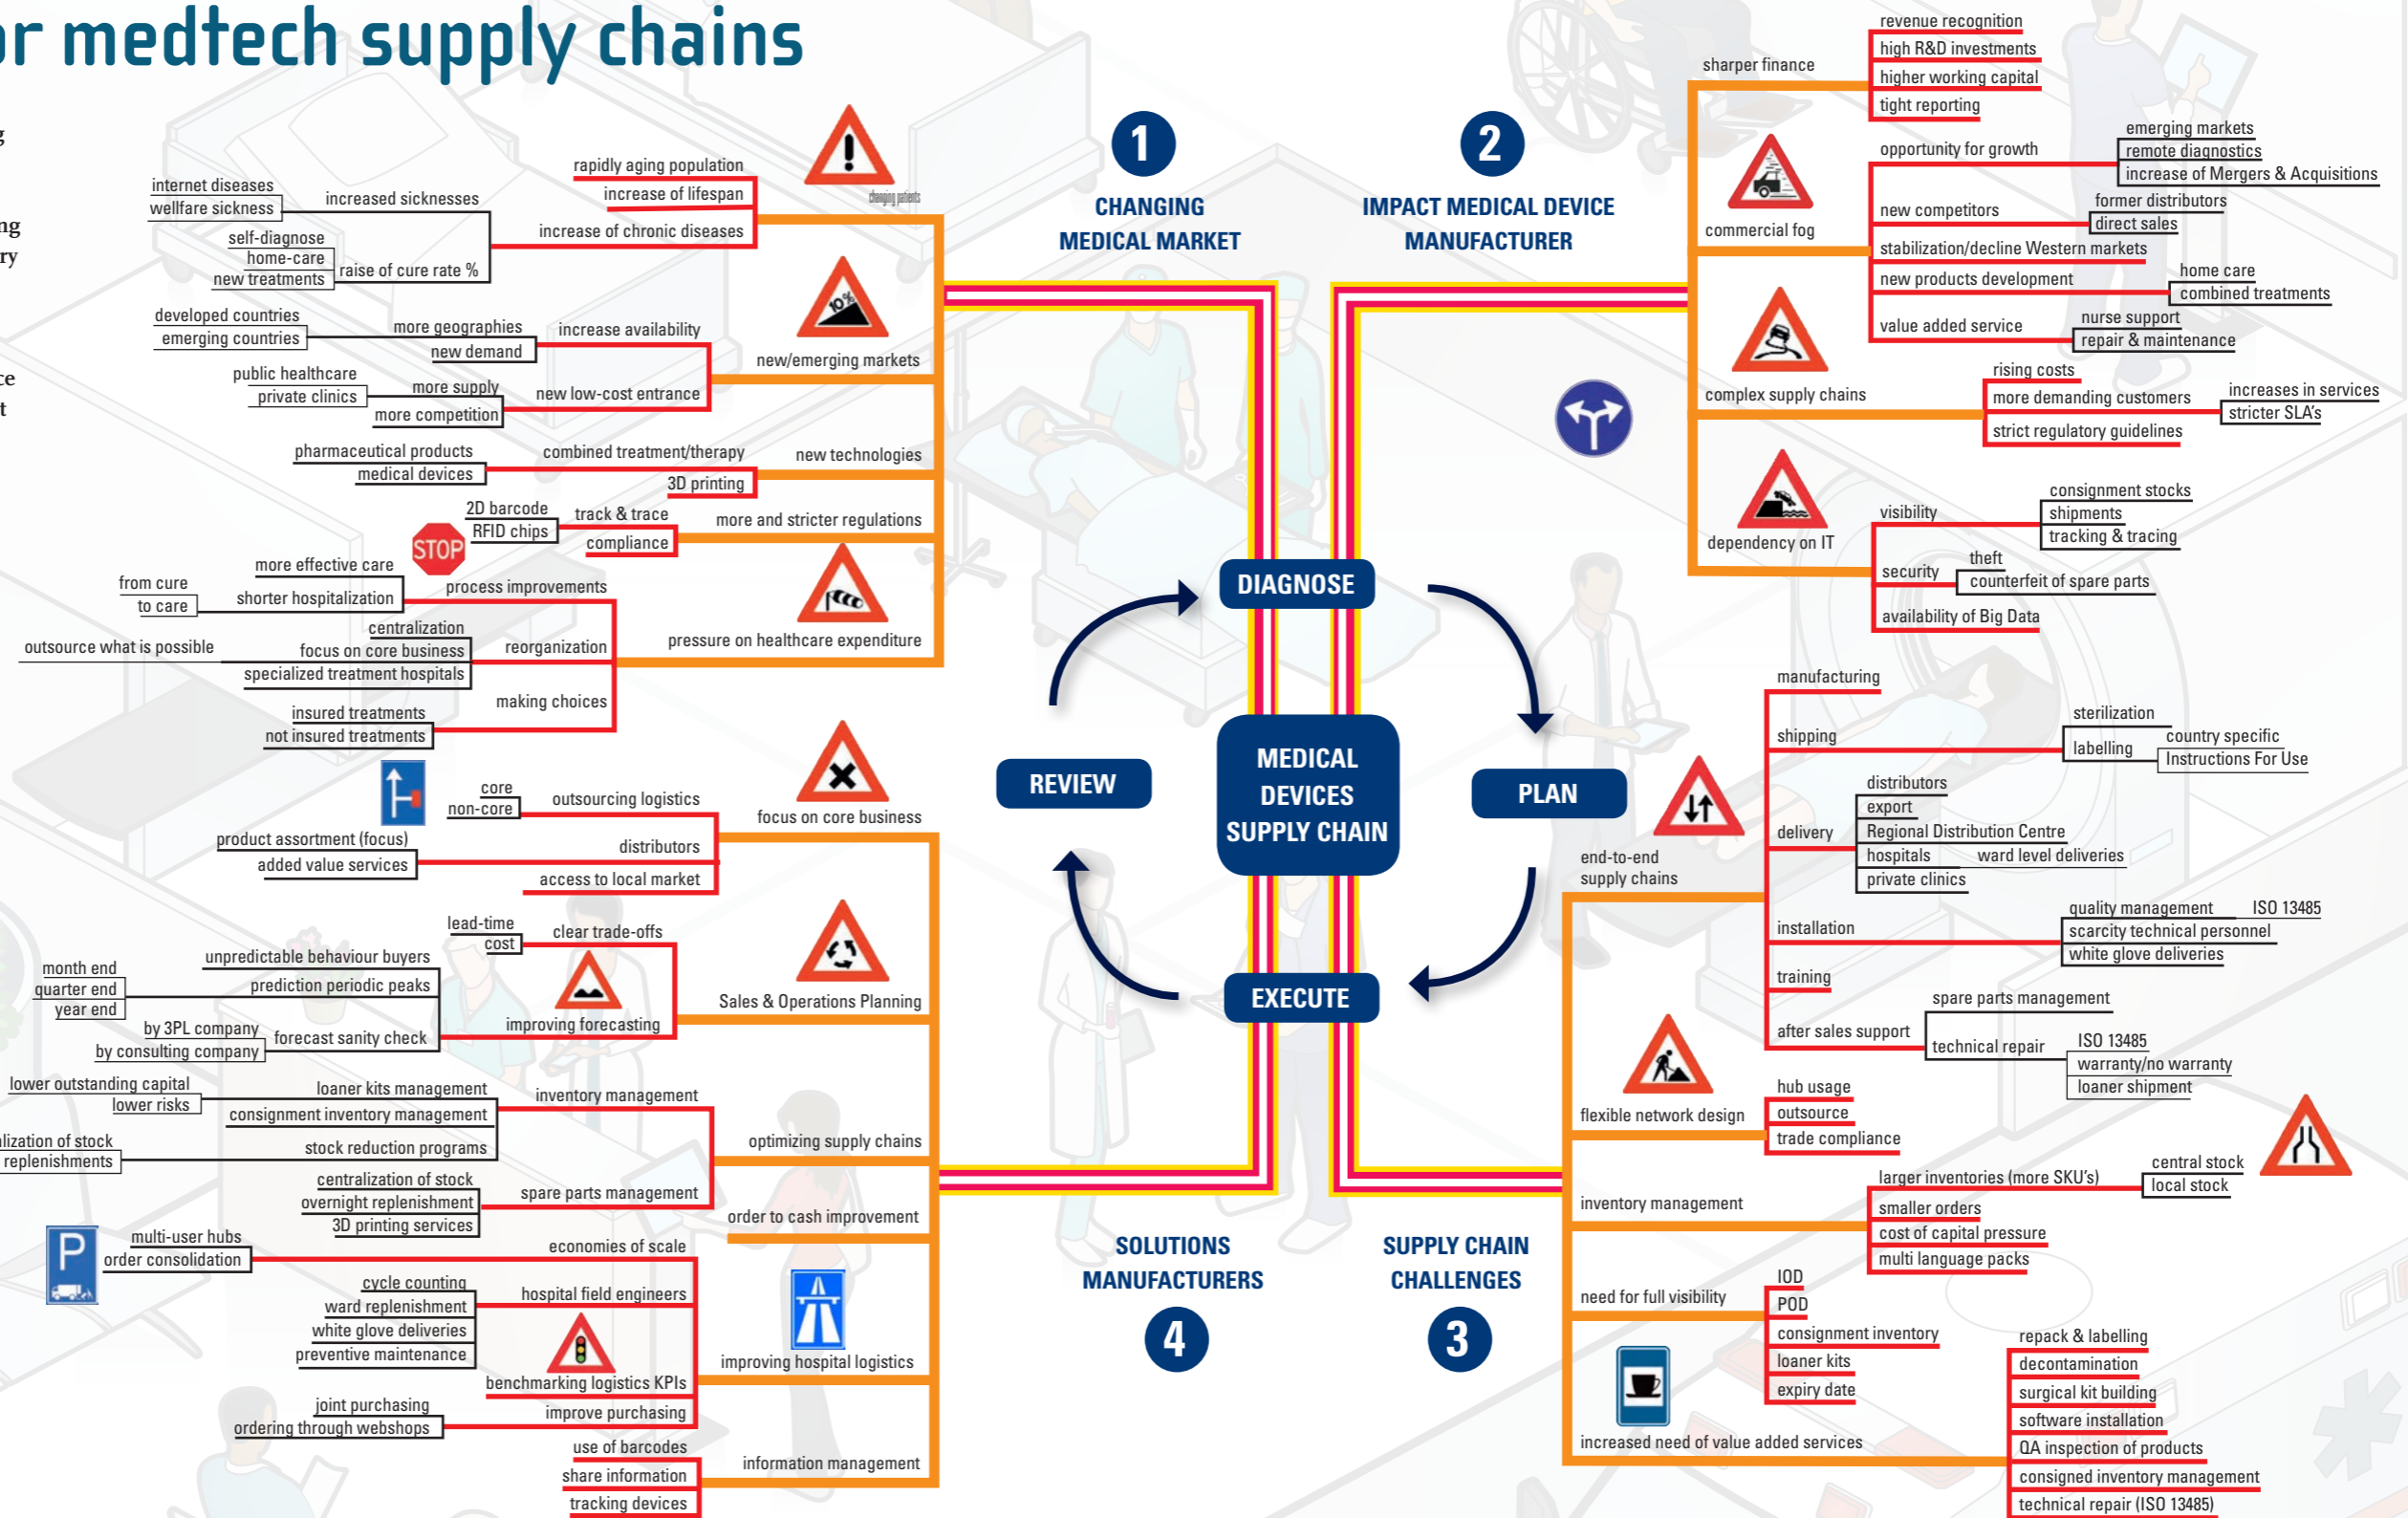 or medtech supply chains
g
ng
ry
ce
t
1
CHANGING
MEDICAL MARKET
changing patients
rapidly aging population
increase of lifespan
increase of chronic diseases
increased sicknesses
internet diseases
wellfare sickness
raise of cure rate %
self-diagnose
home-care
new treatments
10%
new/emerging markets
increase availability
more geographies
developed countries
emerging countries
new demand
new low-cost entrance
more supply
public healthcare
private clinics
more competition
new technologies
combined treatment/therapy
pharmaceutical products
medical devices
3D printing
more and stricter regulations
track & trace
2D barcode
RFID chips
compliance
STOP
pressure on healthcare expenditure
process improvements
more effective care
shorter hospitalization
from cure
to care
reorganization
centralization
focus on core business
outsource what is possible
specialized treatment hospitals
making choices
insured treatments
not insured treatments
2
IMPACT MEDICAL DEVICE
MANUFACTURER
sharper finance
revenue recognition
high R&D investments
higher working capital
tight reporting
commercial fog
opportunity for growth
emerging markets
remote diagnostics
increase of Mergers & Acquisitions
new competitors
former distributors
direct sales
stabilization/decline Western markets
new products development
home care
combined treatments
value added service
nurse support
repair & maintenance
complex supply chains
rising costs
more demanding customers
increases in services
stricter SLA's
strict regulatory guidelines
dependency on IT
visibility
consignment stocks
shipments
tracking & tracing
security
theft
counterfeit of spare parts
availability of Big Data
DIAGNOSE
REVIEW
MEDICAL
DEVICES
SUPPLY CHAIN
PLAN
EXECUTE
end-to-end
supply chains
manufacturing
shipping
sterilization
labelling
country specific
Instructions For Use
delivery
distributors
export
Regional Distribution Centre
hospitals
ward level deliveries
private clinics
installation
quality management
ISO 13485
scarcity technical personnel
white glove deliveries
training
after sales support
spare parts management
technical repair
ISO 13485
warranty/no warranty
loaner shipment
flexible network design
hub usage
outsource
trade compliance
inventory management
larger inventories (more SKU's)
central stock
local stock
smaller orders
cost of capital pressure
multi language packs
need for full visibility
IOD
POD
consignment inventory
loaner kits
expiry date
increased need of value added services
repack & labelling
decontamination
surgical kit building
software installation
QA inspection of products
consigned inventory management
technical repair (ISO 13485)
SUPPLY CHAIN
CHALLENGES
3
SOLUTIONS
MANUFACTURERS
4
focus on core business
outsourcing logistics
core
non-core
distributors
product assortment (focus)
added value services
access to local market
Sales & Operations Planning
clear trade-offs
lead-time
cost
improving forecasting
unpredictable behaviour buyers
prediction periodic peaks
month end
quarter end
year end
forecast sanity check
by 3PL company
by consulting company
optimizing supply chains
inventory management
loaner kits management
lower outstanding capital
lower risks
consignment inventory management
stock reduction programs
lization of stock
replenishments
spare parts management
centralization of stock
overnight replenishment
3D printing services
order to cash improvement
improving hospital logistics
economies of scale
multi-user hubs
order consolidation
P
hospital field engineers
cycle counting
ward replenishment
white glove deliveries
preventive maintenance
benchmarking logistics KPIs
improve purchasing
joint purchasing
ordering through webshops
information management
use of barcodes
share information
tracking devices